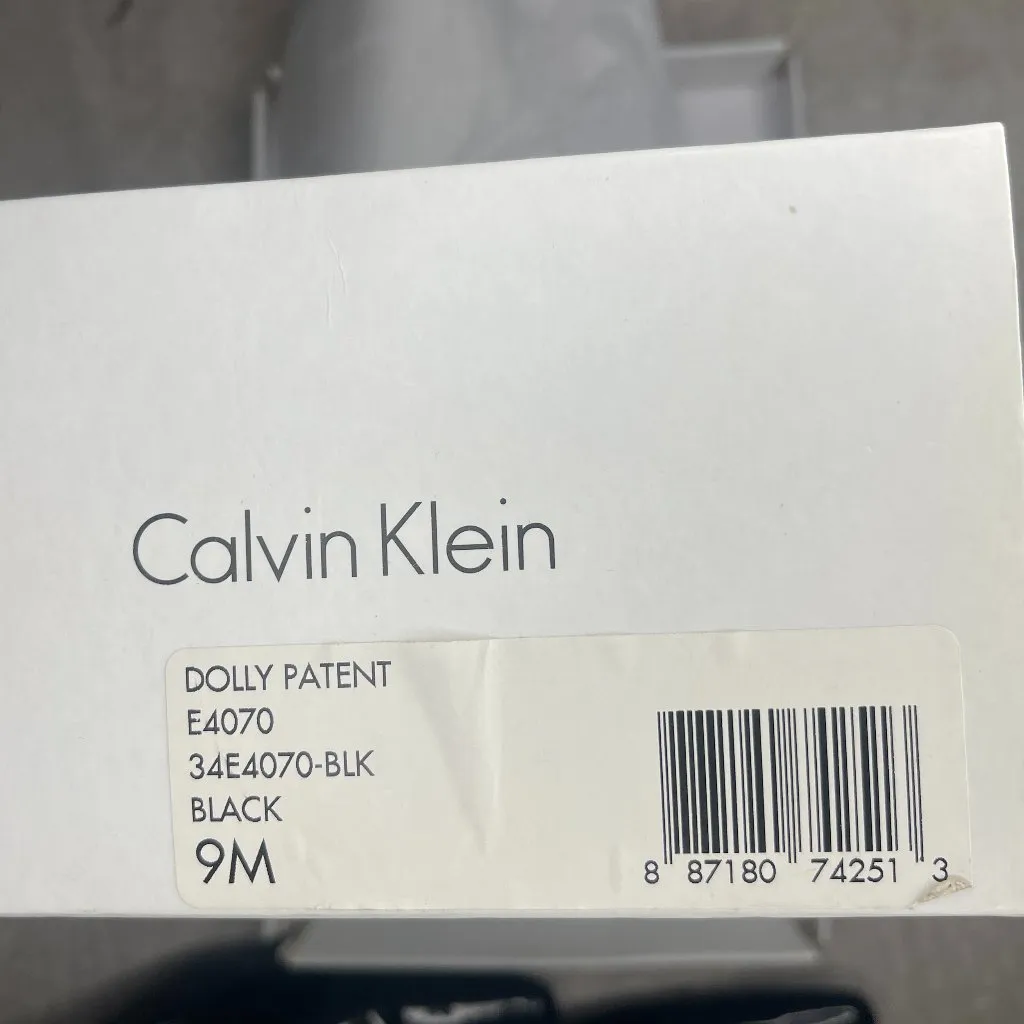 Calvin Klein
DOLLY PATENT
E4070
34E4070-BLK
BLACK
9M
8 87180 74251 3